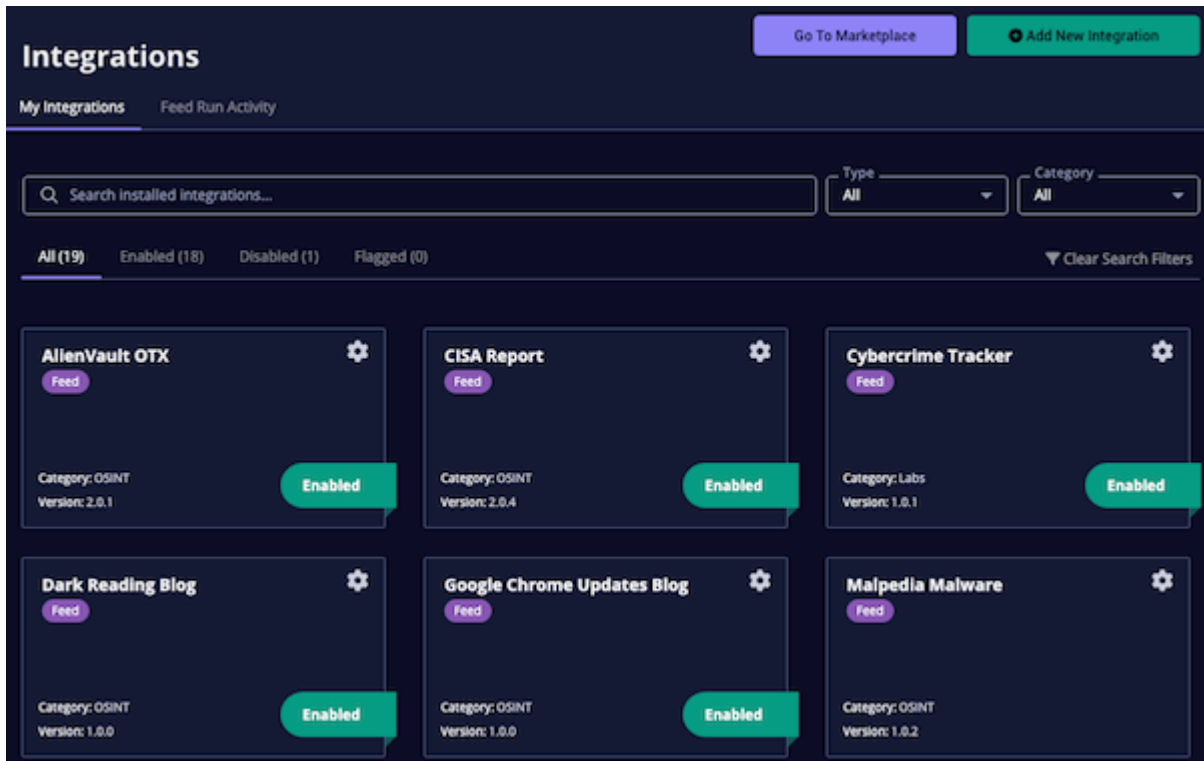 Integrations
Go To Marketplace
Add New Integration
My Integrations
Feed Run Activity
Search installed integrations...
Type
All
Category
All
All (19)
Enabled (18)
Disabled (1)
Flagged (0)
Clear Search Filters
AlienVault OTX
Feed
Category: OSINT
Version: 2.0.1
Enabled
CISA Report
Feed
Category: OSINT
Version: 2.0.4
Enabled
Cybercrime Tracker
Feed
Category: Labs
Version: 1.0.1
Enabled
Dark Reading Blog
Feed
Category: OSINT
Version: 1.0.0
Enabled
Google Chrome Updates Blog
Feed
Category: OSINT
Version: 1.0.0
Enabled
Malpedia Malware
Feed
Category: OSINT
Version: 1.0.2